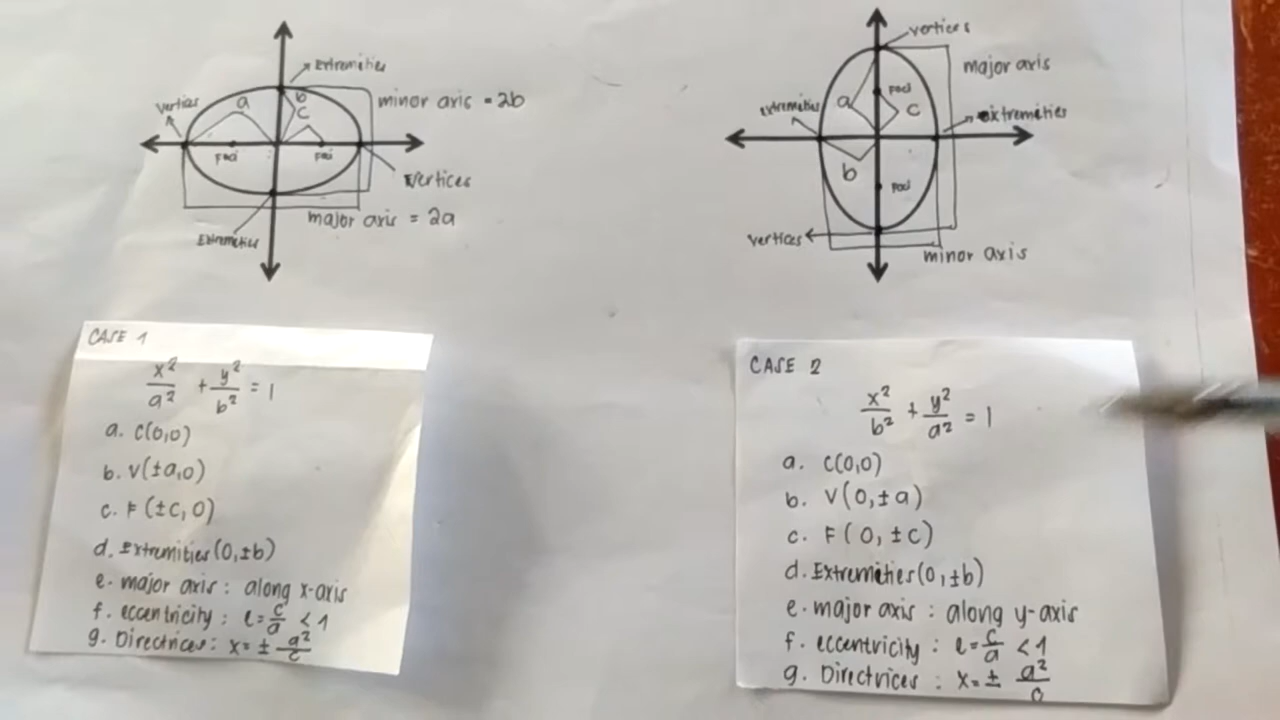 Extremities
vertices
a
b
c
minor axis = 2b
Foci
Foci
vertices
major axis = 2a
Extremities
vertices
major axis
foci
a
c
extremities
extremities
b
foci
vertices
minor axis
CASE 1
x²/a² + y²/b² = 1
a. C(0,0)
b. V(±a,0)
c. F(±c,0)
d. Extremities (0,±b)
e. major axis: along x-axis
f. eccentricity: e = c/a < 1
g. Directrices: x = ± a²/c
CASE 2
x²/b² + y²/a² = 1
a. C(0,0)
b. V(0,±a)
c. F(0,±c)
d. Extremities (0,±b)
e. major axis: along y-axis
f. eccentricity: e = c/a < 1
g. Directrices: x = ± a²/c